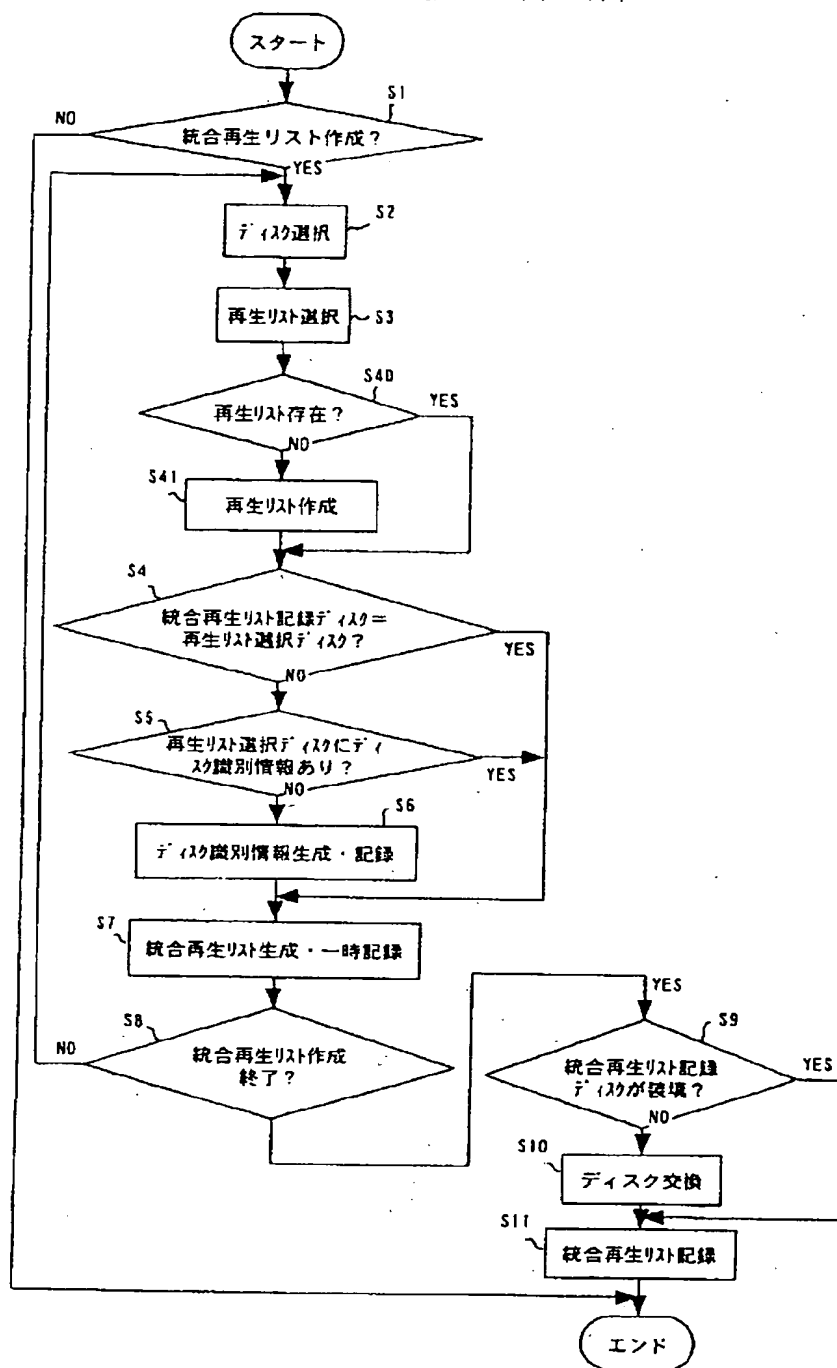 スタート
S1
NO
統合再生リスト作成?
YES
S2
ディスク選択
再生リスト選択
S3
S40
再生リスト存在?
YES
NO
S41
再生リスト作成
S4
統合再生リスト記録ディスク=
再生リスト選択ディスク?
YES
NO
S5
再生リスト選択ディスクにディ
スク識別情報あり?
YES
NO
S6
ディスク識別情報生成・記録
S7
統合再生リスト生成・一時記録
S8
NO
統合再生リスト作成
終了?
YES
S9
統合再生リスト記録
ディスクが装填?
YES
NO
S10
ディスク交換
S11
統合再生リスト記録
エンド